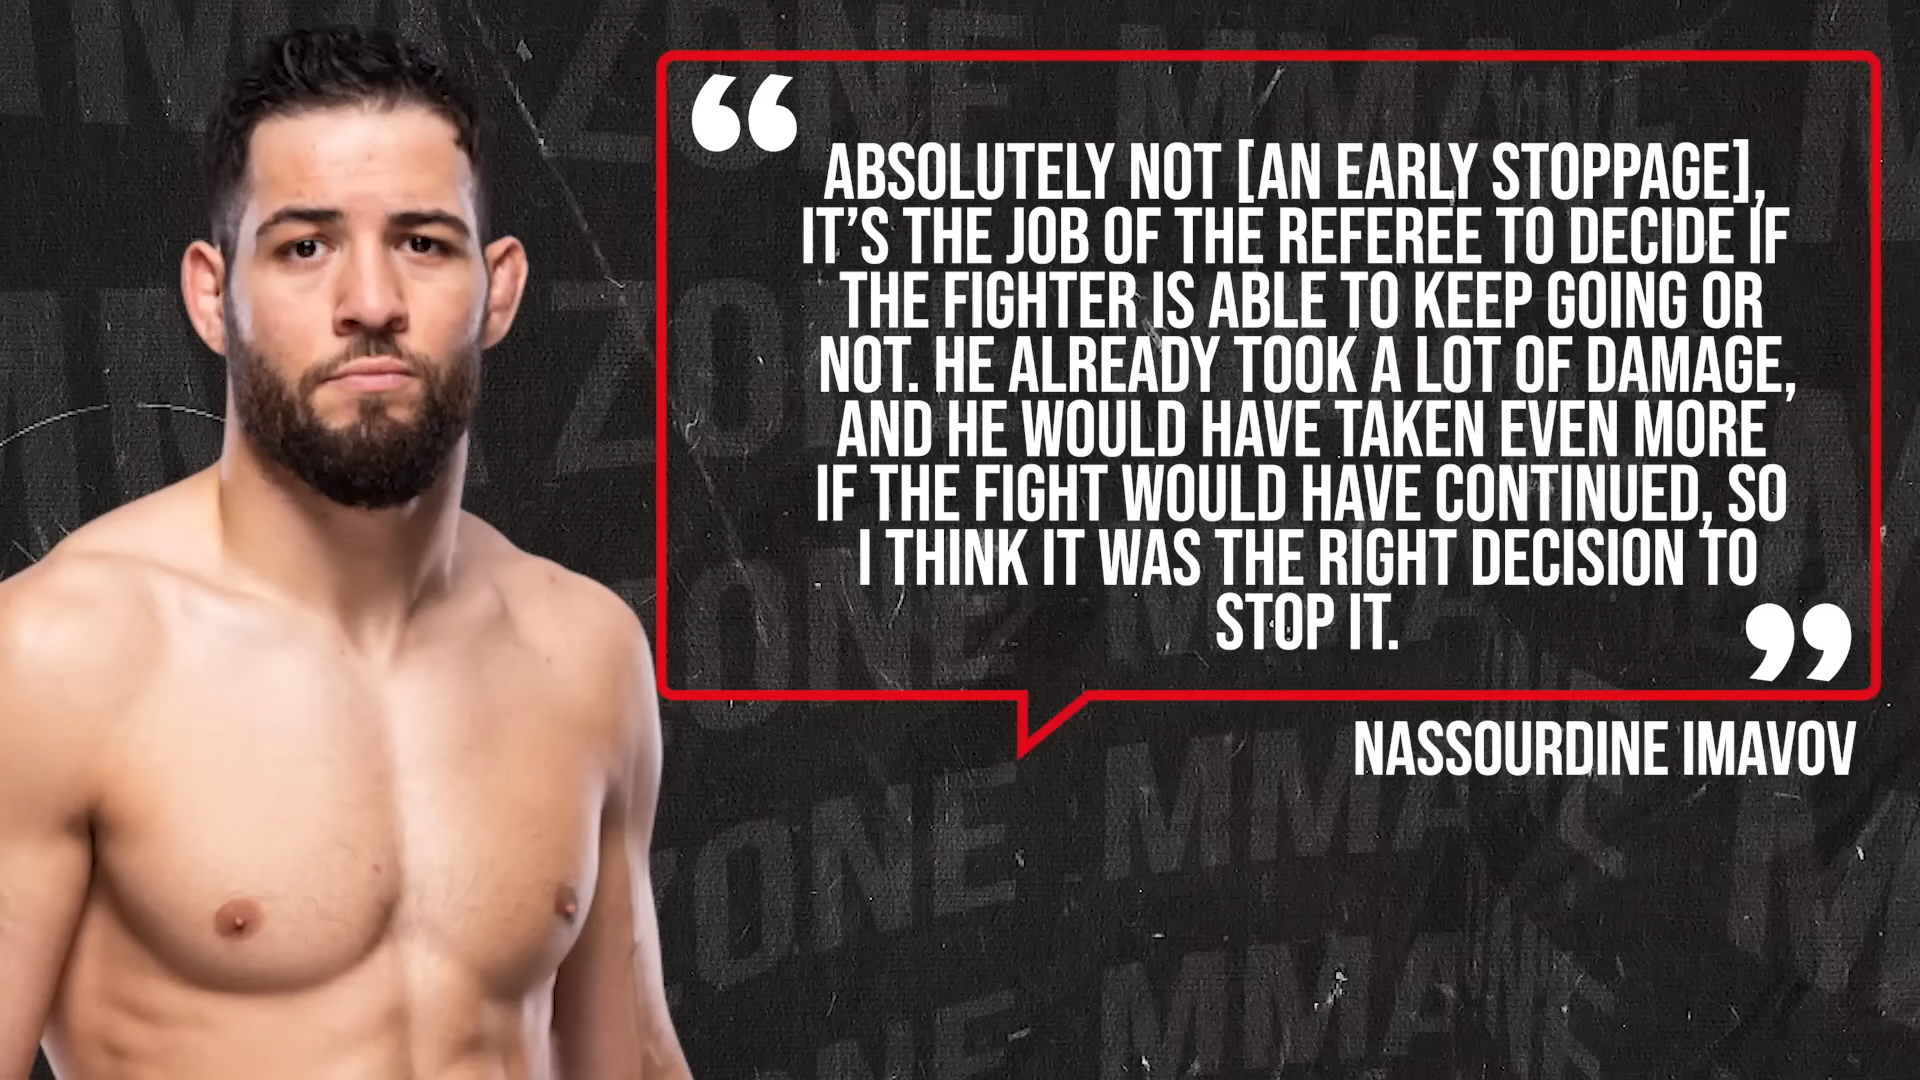 ABSOLUTELY NOT [AN EARLY STOPPAGE],
IT’S THE JOB OF THE REFEREE TO DECIDE IF
THE FIGHTER IS ABLE TO KEEP GOING OR
NOT. HE ALREADY TOOK A LOT OF DAMAGE,
AND HE WOULD HAVE TAKEN EVEN MORE
IF THE FIGHT WOULD HAVE CONTINUED, SO
I THINK IT WAS THE RIGHT DECISION TO
STOP IT.
NASSOURDINE IMAVOV